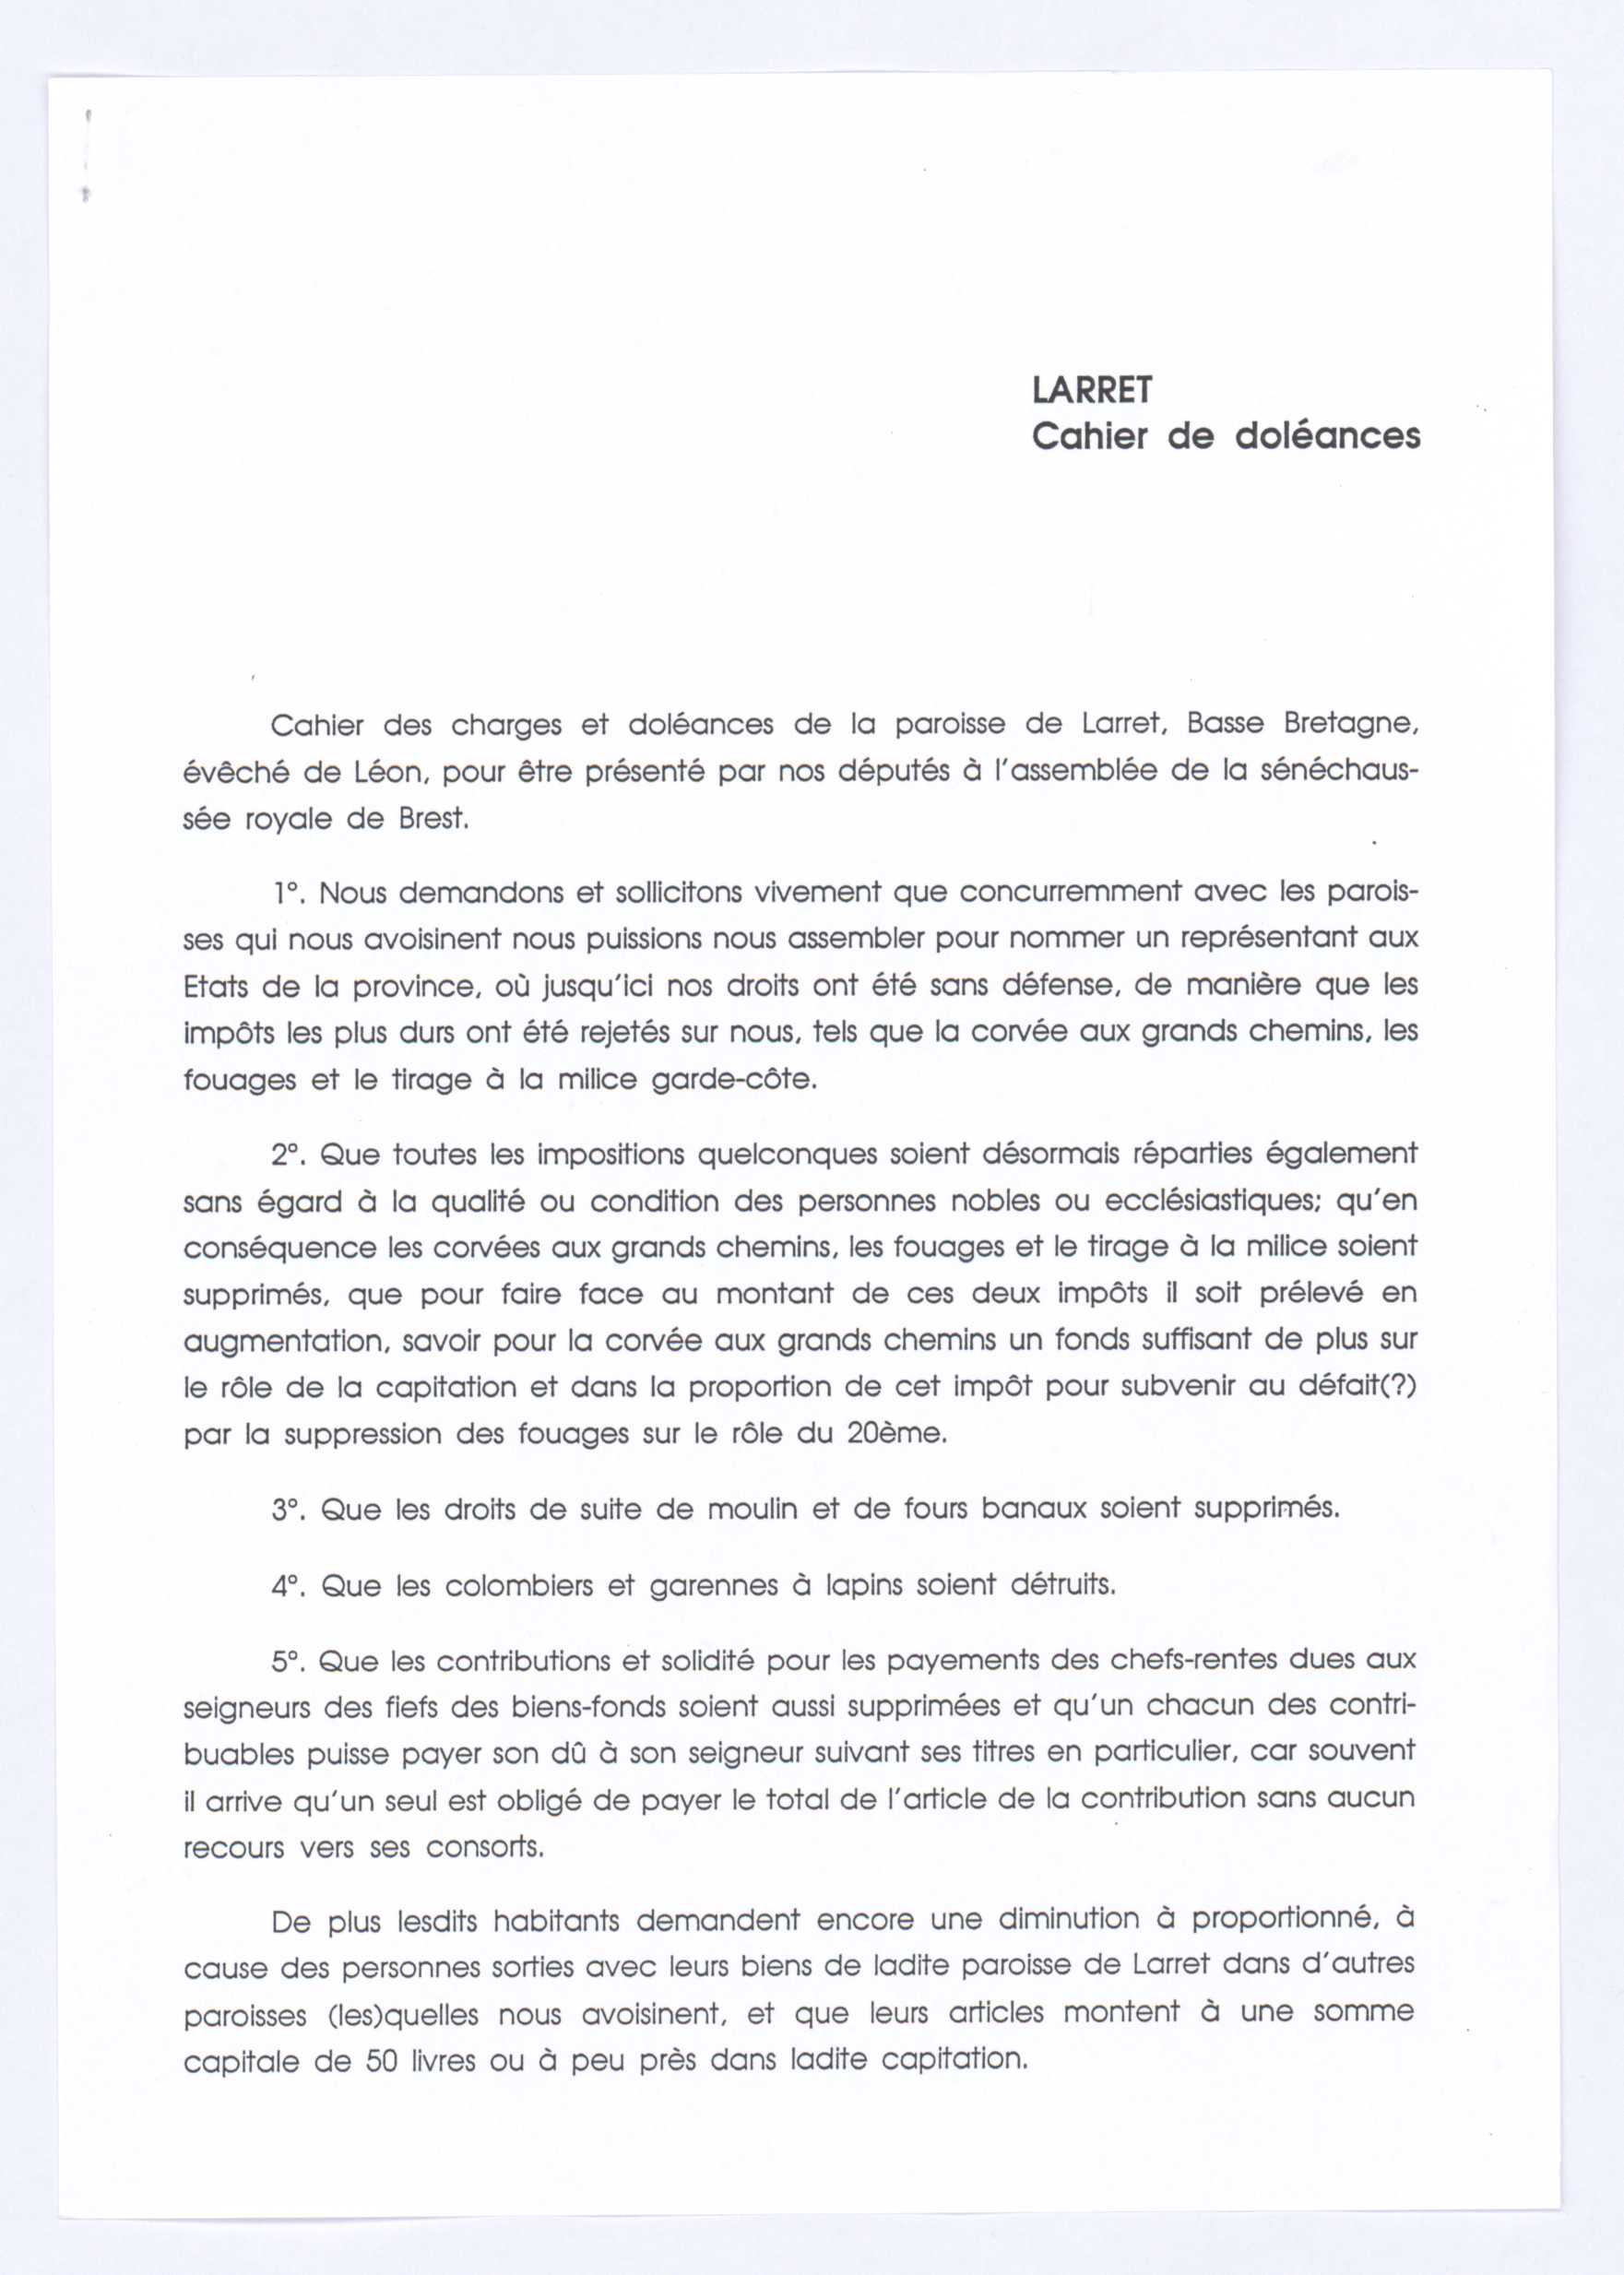 LARRET
Cahier de doléances
Cahier des charges et doléances de la paroisse de Larret, Basse Bretagne,
évêché de Léon, pour être présenté par nos députés à l'assemblée de la sénéchaus-
sée royale de Brest.
1°. Nous demandons et sollicitons vivement que concurremment avec les parois-
ses qui nous avoisinent nous puissions nous assembler pour nommer un représentant aux
Etats de la province, où jusqu'ici nos droits ont été sans défense, de manière que les
impôts les plus durs ont été rejetés sur nous, tels que la corvée aux grands chemins, les
fouages et le tirage à la milice garde-côte.
2°. Que toutes les impositions quelconques soient désormais réparties également
sans égard à la qualité ou condition des personnes nobles ou ecclésiastiques; qu'en
conséquence les corvées aux grands chemins, les fouages et le tirage à la milice soient
supprimés, que pour faire face au montant de ces deux impôts il soit prélevé en
augmentation, savoir pour la corvée aux grands chemins un fonds suffisant de plus sur
le rôle de la capitation et dans la proportion de cet impôt pour subvenir au défait(?)
par la suppression des fouages sur le rôle du 20ème.
3°. Que les droits de suite de moulin et de fours banaux soient supprimés.
4°. Que les colombiers et garennes à lapins soient détruits.
5°. Que les contributions et solidité pour les payements des chefs-rentes dues aux
seigneurs des fiefs des biens-fonds soient aussi supprimées et qu'un chacun des contri-
buables puisse payer son dû à son seigneur suivant ses titres en particulier, car souvent
il arrive qu'un seul est obligé de payer le total de l'article de la contribution sans aucun
recours vers ses consorts.
De plus lesdits habitants demandent encore une diminution à proportionné, à
cause des personnes sorties avec leurs biens de ladite paroisse de Larret dans d'autres
paroisses (les)quelles nous avoisinent, et que leurs articles montent à une somme
capitale de 50 livres ou à peu près dans ladite capitation.